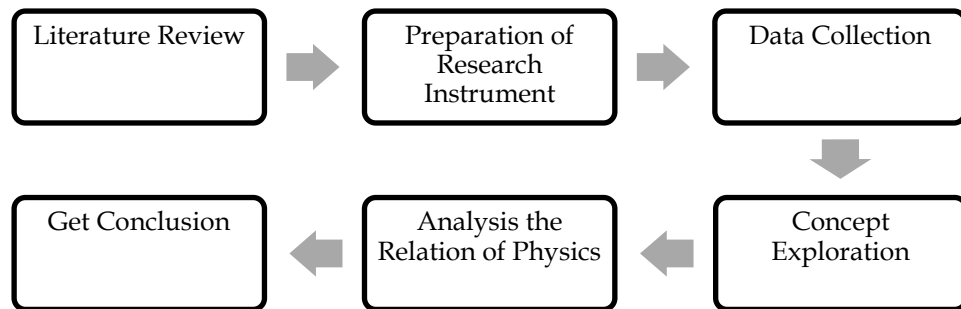 Literature Review
Preparation of
Research
Instrument
Data Collection
Concept
Exploration
Analysis the
Relation of Physics
Get Conclusion